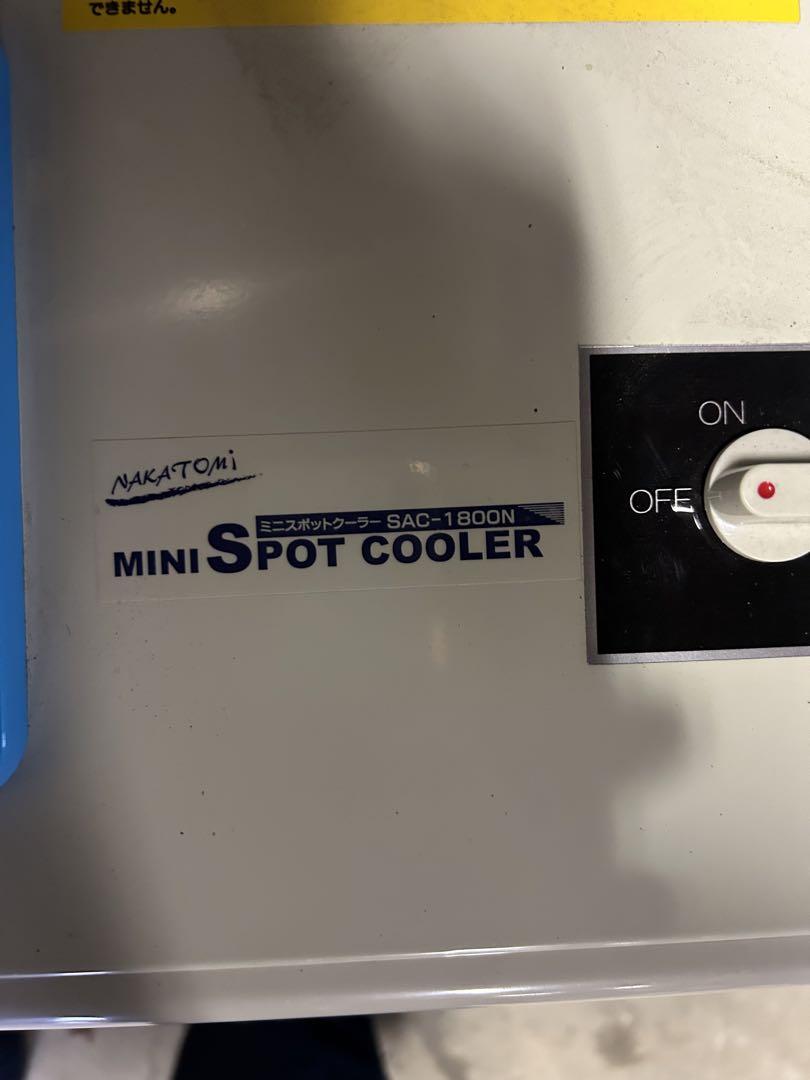 できません。
NAKATOMi
ミニスポットクーラー SAC-1800N
MINI SPOT COOLER
ON
OFF